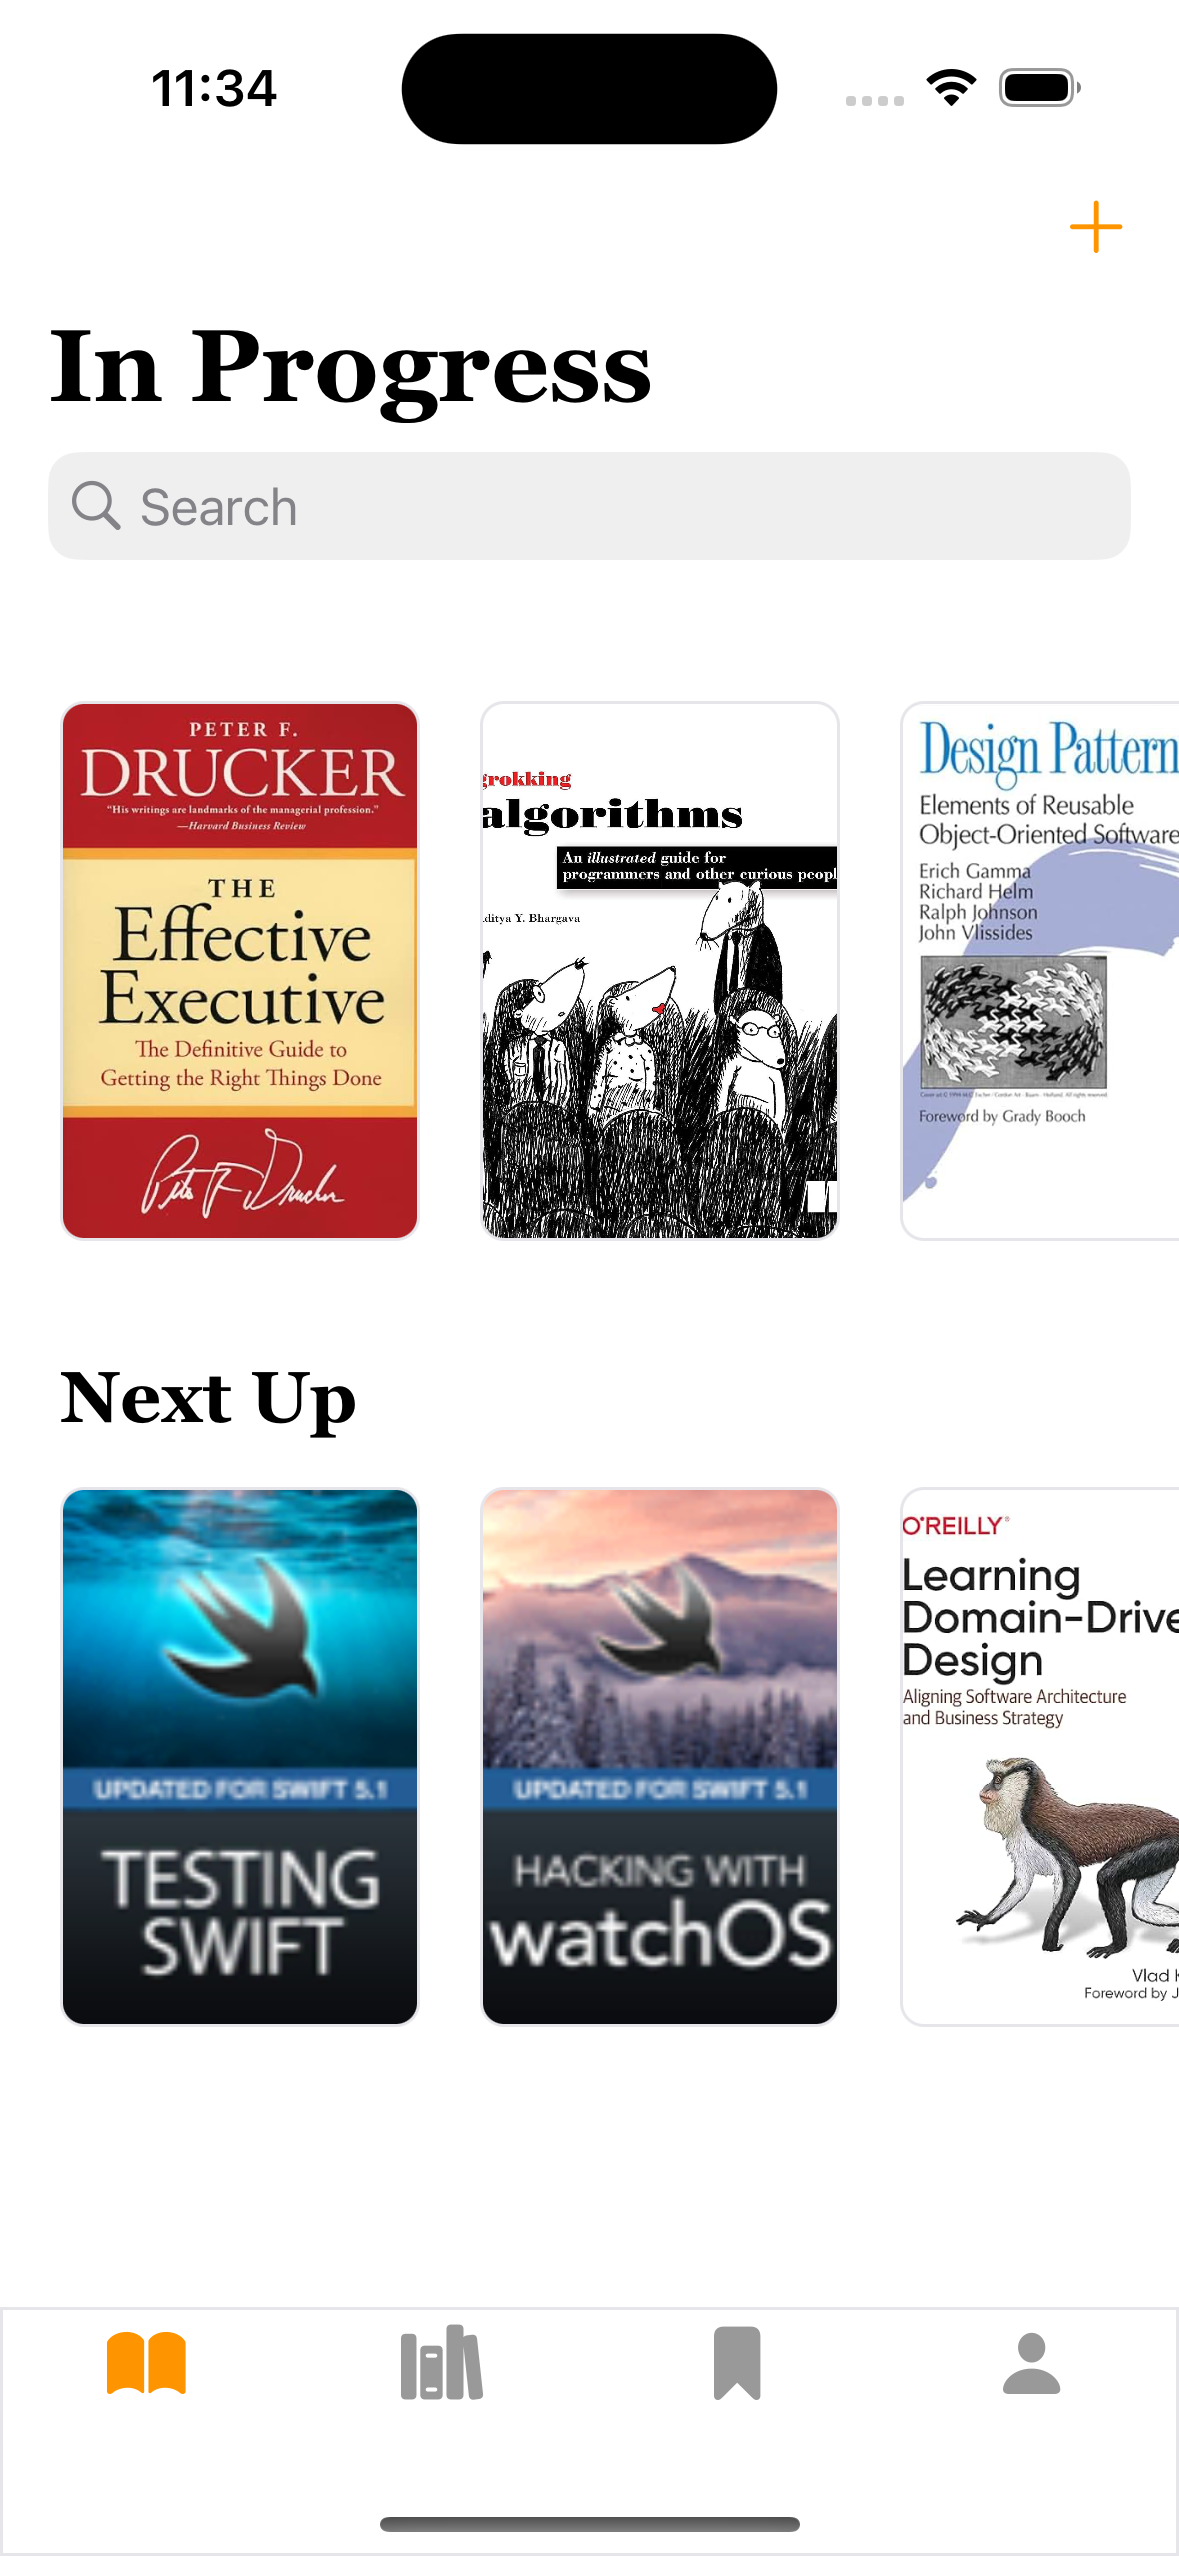 11:34
In Progress
Search
PETER F.
DRUCKER
“His writings are landmarks of the managerial profession.”
—Harvard Business Review
THE
Effective
Executive
The Definitive Guide to
Getting the Right Things Done
Peter F. Drucker
grokking
algorithms
An illustrated guide for
programmers and other curious peopl
ditya Y. Bhargava
Design Pattern
Elements of Reusable
Object-Oriented Software
Erich Gamma
Richard Helm
Ralph Johnson
John Vlissides
Foreword by Grady Booch
Next Up
UPDATED FOR SWIFT 5.1
TESTING
SWIFT
UPDATED FOR SWIFT 5.1
HACKING WITH
watchOS
O'REILLY®
Learning
Domain-Drive
Design
Aligning Software Architecture
and Business Strategy
Vlad K
Foreword by J